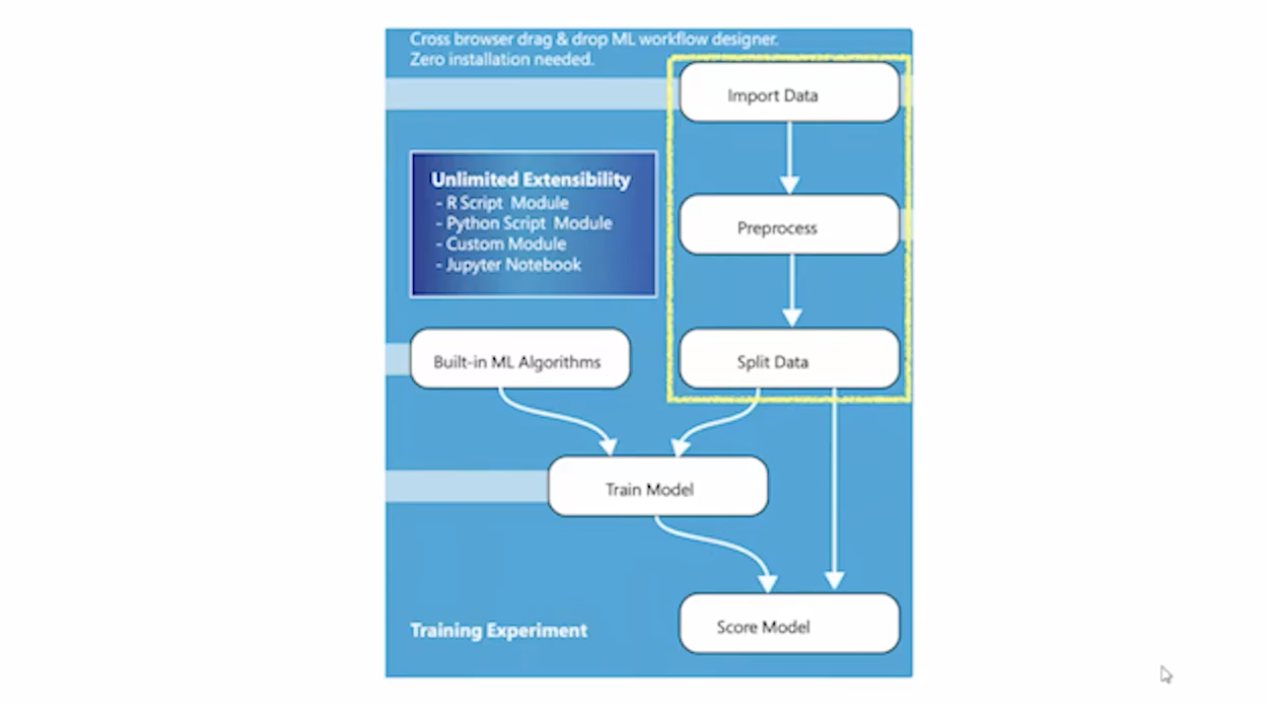 Cross browser drag & drop ML workflow designer.
Zero installation needed.
Import Data
Unlimited Extensibility
- R Script Module
- Python Script Module
- Custom Module
- Jupyter Notebook
Preprocess
Built-in ML Algorithms
Split Data
Train Model
Training Experiment
Score Model